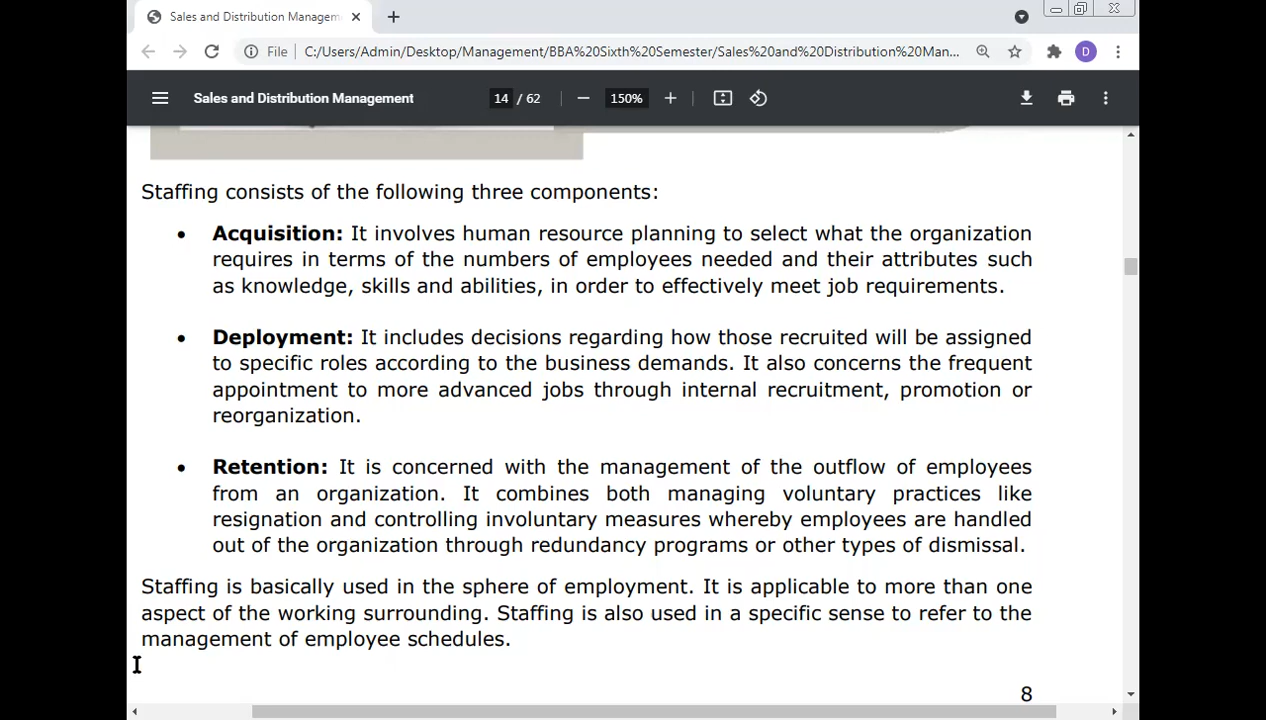 Sales and Distribution Managem
File C:/Users/Admin/Desktop/Management/BBA%20Sixth%20Semester/Sales%20and%20Distribution%20Man... D
Sales and Distribution Management 14 / 62 150%
Staffing consists of the following three components:
• Acquisition: It involves human resource planning to select what the organization
requires in terms of the numbers of employees needed and their attributes such
as knowledge, skills and abilities, in order to effectively meet job requirements.
• Deployment: It includes decisions regarding how those recruited will be assigned
to specific roles according to the business demands. It also concerns the frequent
appointment to more advanced jobs through internal recruitment, promotion or
reorganization.
• Retention: It is concerned with the management of the outflow of employees
from an organization. It combines both managing voluntary practices like
resignation and controlling involuntary measures whereby employees are handled
out of the organization through redundancy programs or other types of dismissal.
Staffing is basically used in the sphere of employment. It is applicable to more than one
aspect of the working surrounding. Staffing is also used in a specific sense to refer to the
management of employee schedules.
8